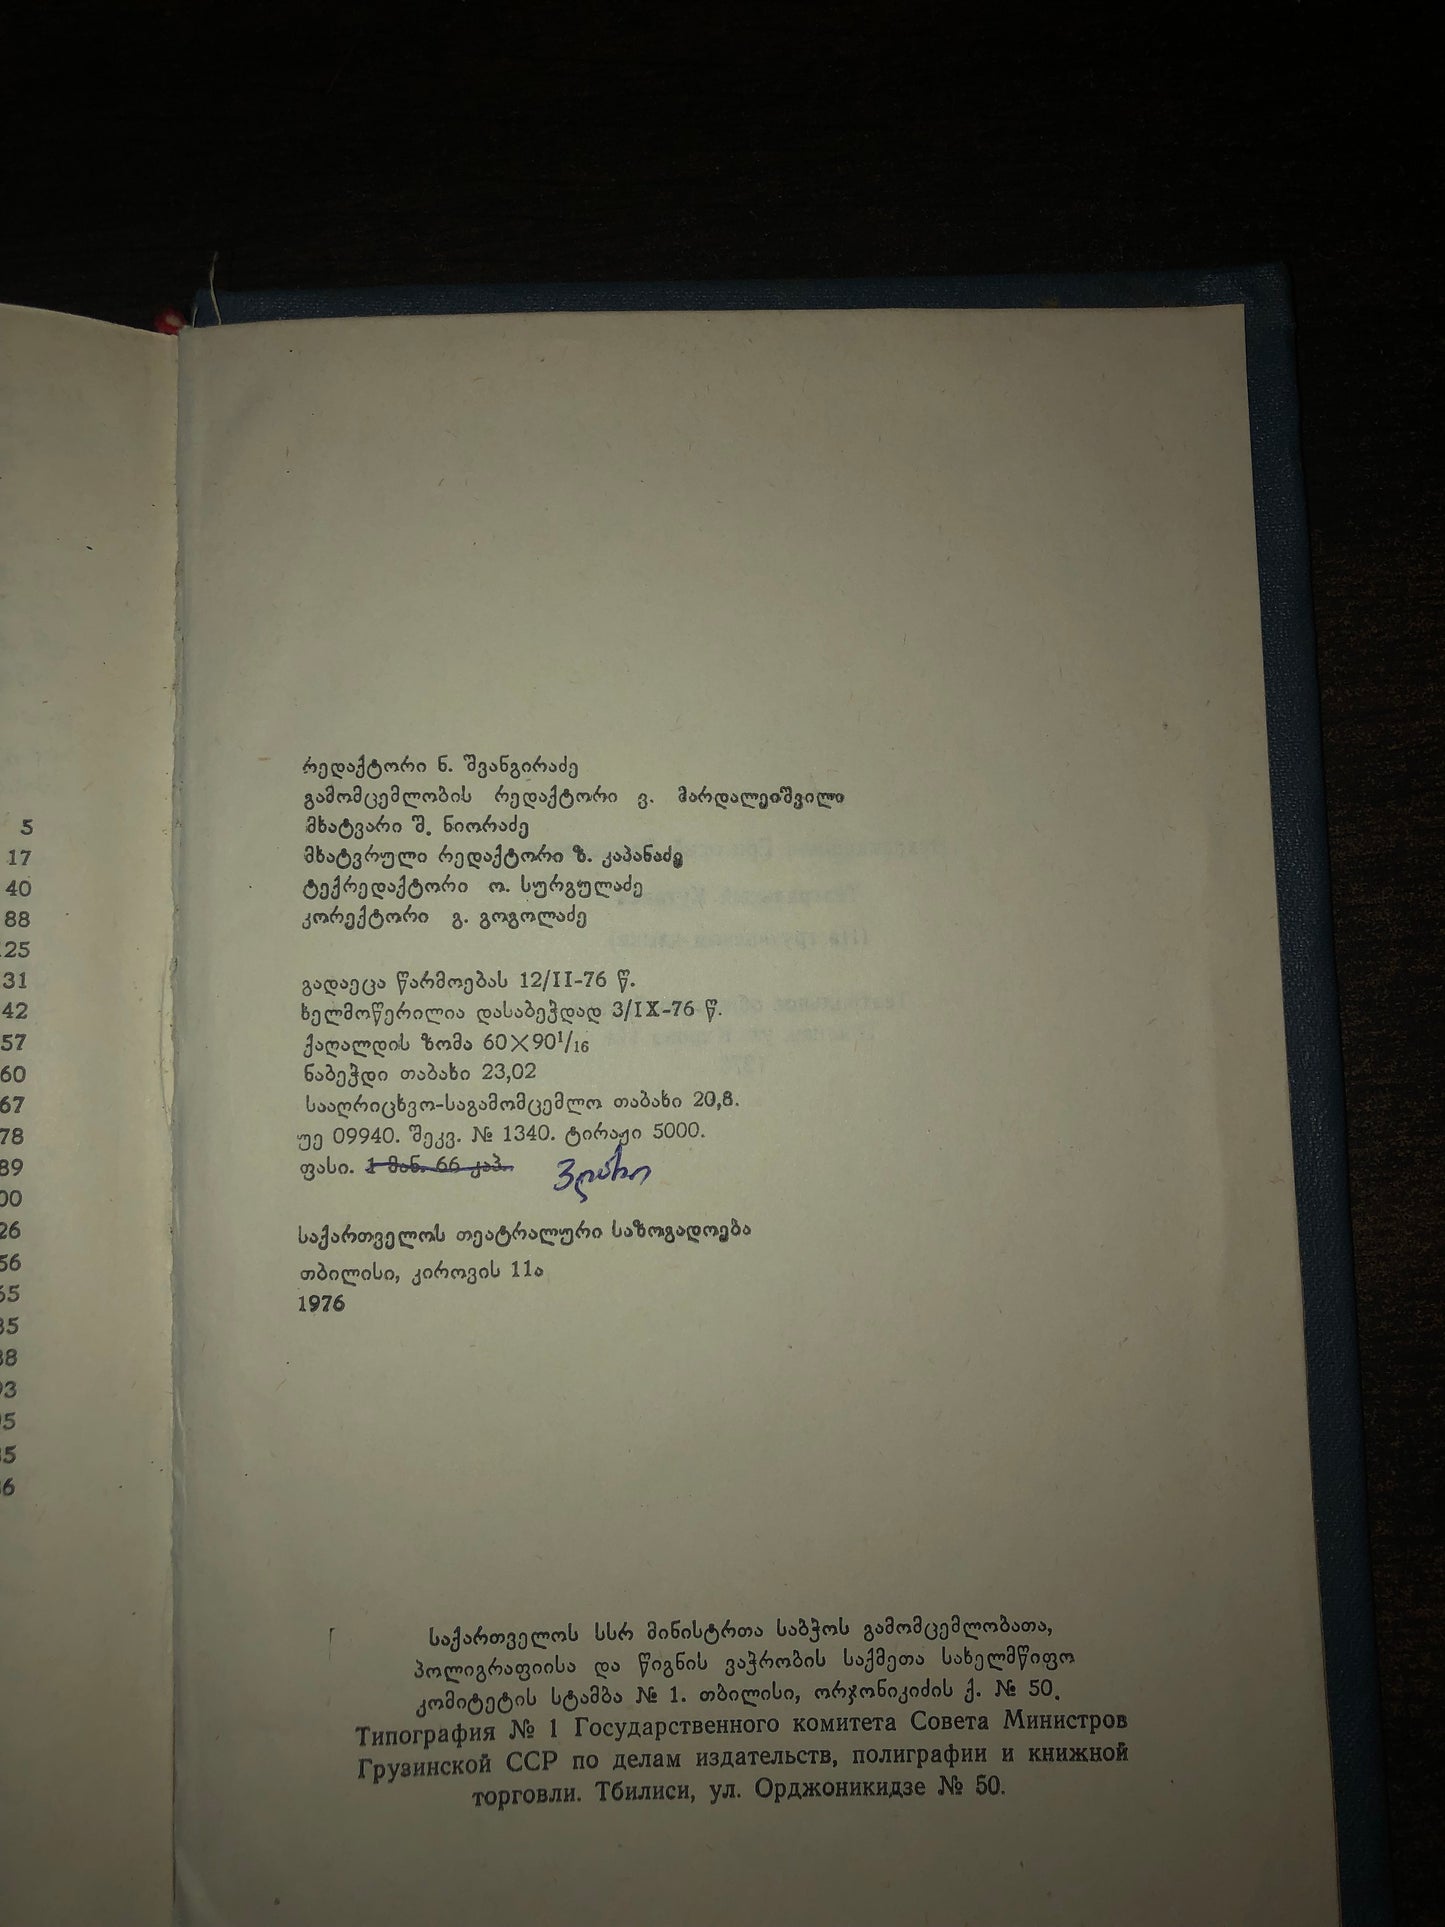 5
17
40
88
25
31
42
57
60
67
78
89
00
26
56
35
38
93
რედაქტორი ნ. შვანგირაძე
გამომცემლობის რედაქტორი ვ. მარდალეიშვილი
მხატვარი შ. ნიორაძე
მხატვრული რედაქტორი ზ. კაპანაძე
ტექრედაქტორი ო. სურგულაძე
კორექტორი გ. გოგოლაძე
გადაეცა წარმოებას 12/II-76 წ.
ხელმოწერილია დასაბეჭდად 3/IX-76 წ.
ქაღალდის ზომა 60×90¹/₁₆
ნაბეჭდი თაბახი 23,02
სააღრიცხვო-საგამომცემლო თაბახი 20,8.
უე 09940. შეკვ. № 1340. ტირაჟი 5000.
ფასი. 1 მან. 66 კაპ.
საქართველოს თეატრალური საზოგადოება
თბილისი, კიროვის 11ა
1976
საქართველოს სსრ მინისტრთა საბჭოს გამომცემლობათა,
პოლიგრაფიისა და წიგნის ვაჭრობის საქმეთა სახელმწიფო
კომიტეტის სტამბა № 1. თბილისი, ორჯონიკიძის ქ. № 50.
Типография № 1 Государственного комитета Совета Министров
Грузинской ССР по делам издательств, полиграфии и книжной
торговли. Тбилиси, ул. Орджоникидзе № 50.